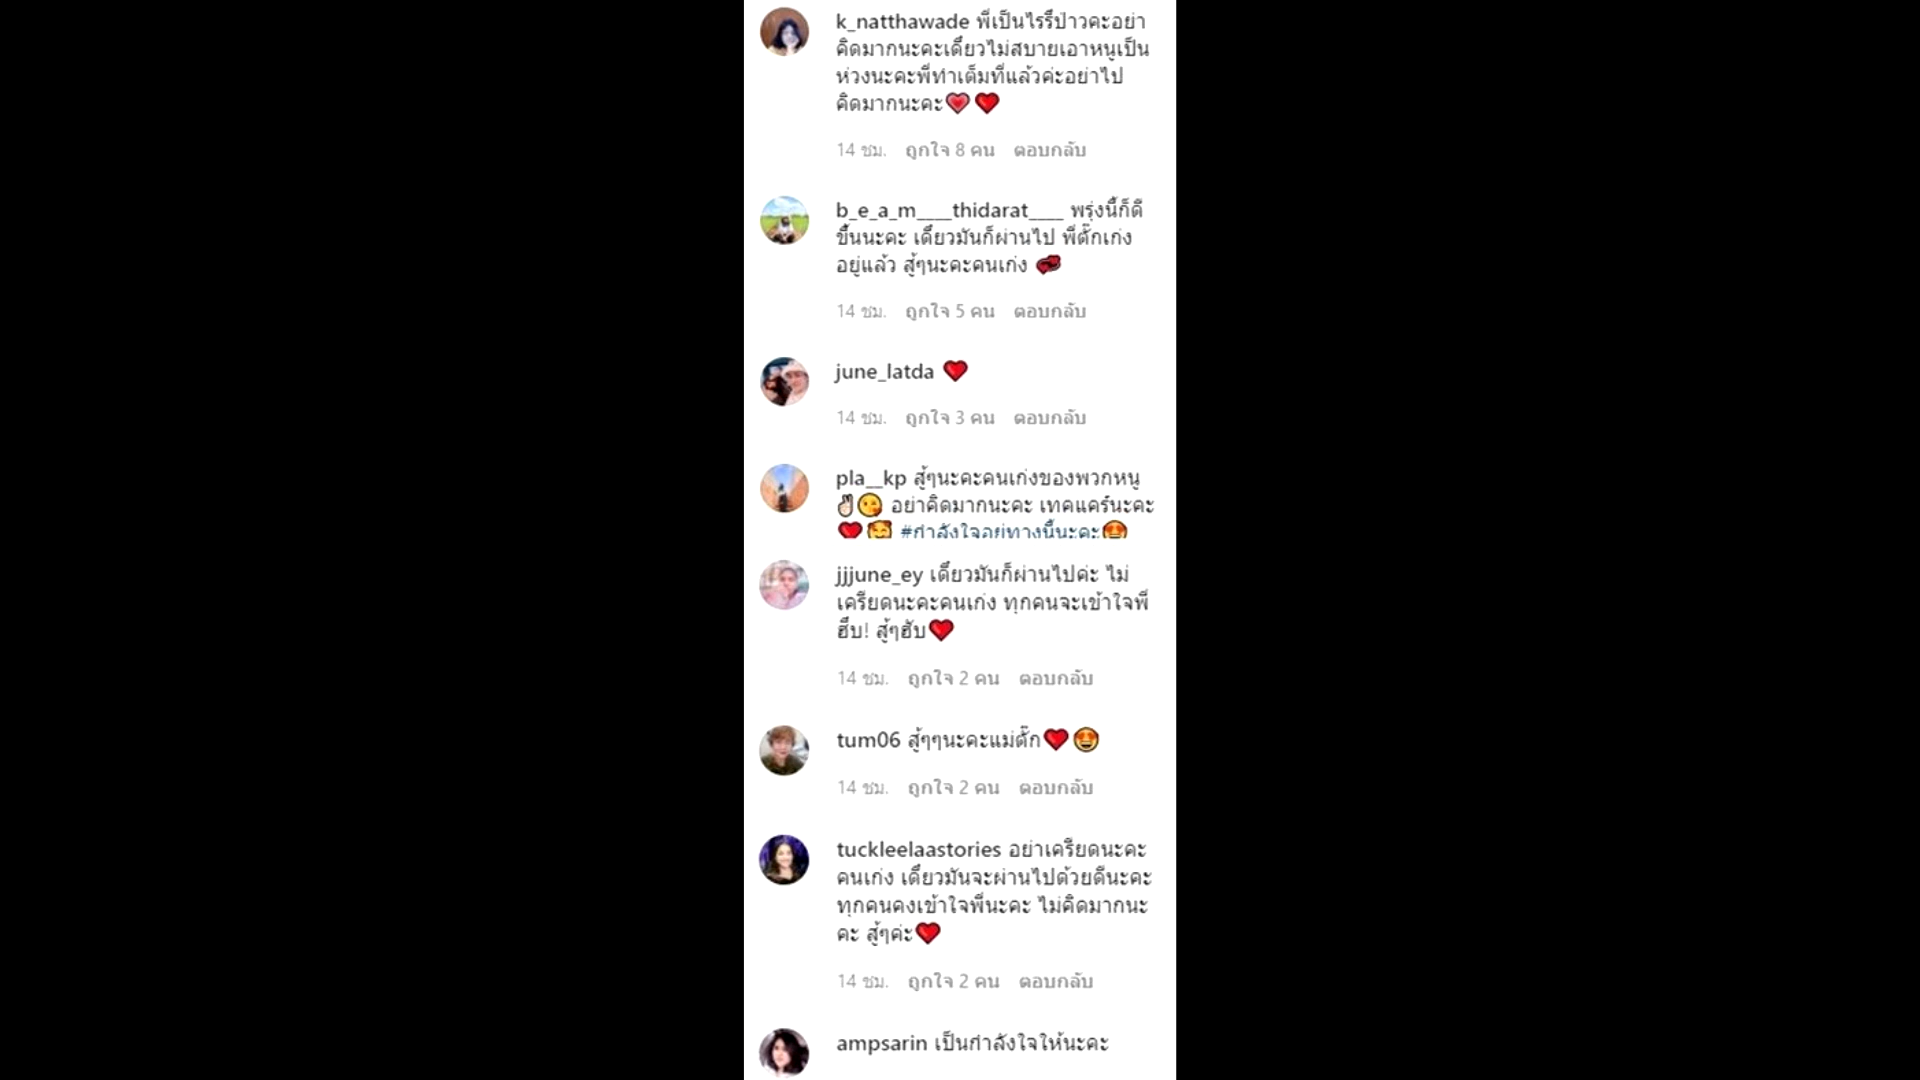 k_natthawade พี่เป็นไรรึป่าวคะอย่า
คิดมากนะคะเดี๋ยวไม่สบายเอาหนูเป็น
ห่วงนะคะพี่ทำเต็มที่แล้วค่ะอย่าไป
คิดมากนะคะ💗❤️
14 ชม. ถูกใจ 8 คน ตอบกลับ
b_e_a_m____thidarat____ พรุ่งนี้ก็ดี
ขึ้นนะคะ เดี๋ยวมันก็ผ่านไป พี่ตั๊กเก่ง
อยู่แล้ว สู้ๆนะคะคนเก่ง 💞
14 ชม. ถูกใจ 5 คน ตอบกลับ
june_latda ❤️
14 ชม. ถูกใจ 3 คน ตอบกลับ
pla__kp สู้ๆนะคะคนเก่งของพวกหนู
✌🏻😘 อย่าคิดมากนะคะ เทคแคร์นะคะ
❤️🥰 #กำลังใจอยู่ทางนี้นะคะ😍
jjjune_ey เดี๋ยวมันก็ผ่านไปค่ะ ไม่
เครียดนะคะคนเก่ง ทุกคนจะเข้าใจพี่
ฮึ๊บ! สู้ๆฮับ❤️
14 ชม. ถูกใจ 2 คน ตอบกลับ
tum06 สู้ๆๆนะคะแม่ตั๊ก❤️🤩
14 ชม. ถูกใจ 2 คน ตอบกลับ
tuckleelaastories อย่าเครียดนะคะ
คนเก่ง เดี๋ยวมันจะผ่านไปด้วยดีนะคะ
ทุกคนคงเข้าใจพี่นะคะ ไม่คิดมากนะ
คะ สู้ๆค่ะ❤️
14 ชม. ถูกใจ 2 คน ตอบกลับ
ampsarin เป็นกำลังใจให้นะคะ